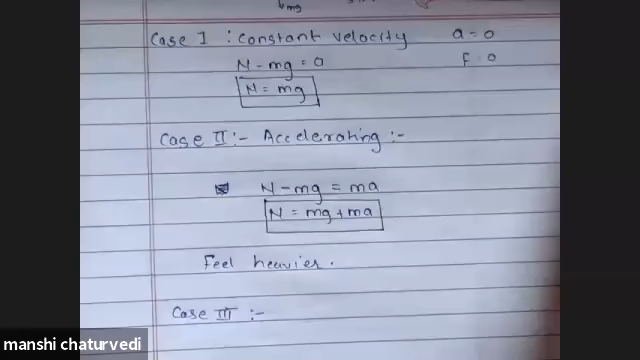 mg
Case I : Constant velocity a = 0
N - mg = 0 F = 0
N = mg
Case II :- Accelerating :-
N - mg = ma
N = mg + ma
Feel heavier.
Case III :-
manshi chaturvedi